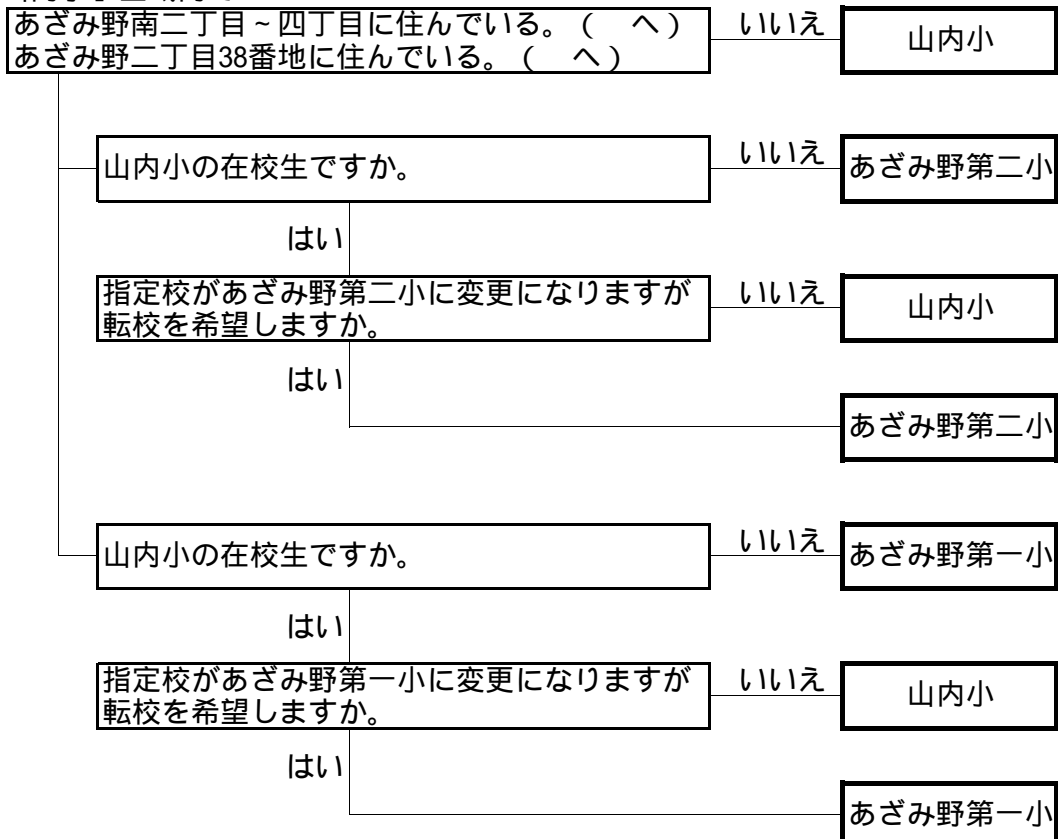 あざみ野南二丁目~四丁目に住んでいる。(　へ)
あざみ野二丁目38番地に住んでいる。(　へ)
いいえ
山内小
山内小の在校生ですか。
いいえ
あざみ野第二小
はい
指定校があざみ野第二小に変更になりますが
転校を希望しますか。
いいえ
山内小
はい
あざみ野第二小
山内小の在校生ですか。
いいえ
あざみ野第一小
はい
指定校があざみ野第一小に変更になりますが
転校を希望しますか。
いいえ
山内小
はい
あざみ野第一小